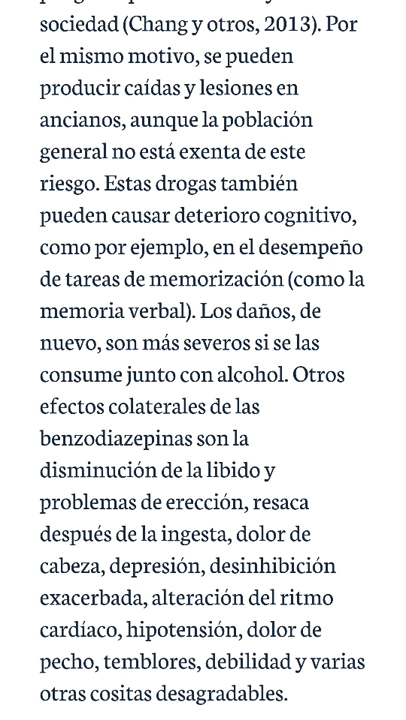 sociedad (Chang y otros, 2013). Por
el mismo motivo, se pueden
producir caídas y lesiones en
ancianos, aunque la población
general no está exenta de este
riesgo. Estas drogas también
pueden causar deterioro cognitivo,
como por ejemplo, en el desempeño
de tareas de memorización (como la
memoria verbal). Los daños, de
nuevo, son más severos si se las
consume junto con alcohol. Otros
efectos colaterales de las
benzodiazepinas son la
disminución de la libido y
problemas de erección, resaca
después de la ingesta, dolor de
cabeza, depresión, desinhibición
exacerbada, alteración del ritmo
cardíaco, hipotensión, dolor de
pecho, temblores, debilidad y varias
otras cositas desagradables.